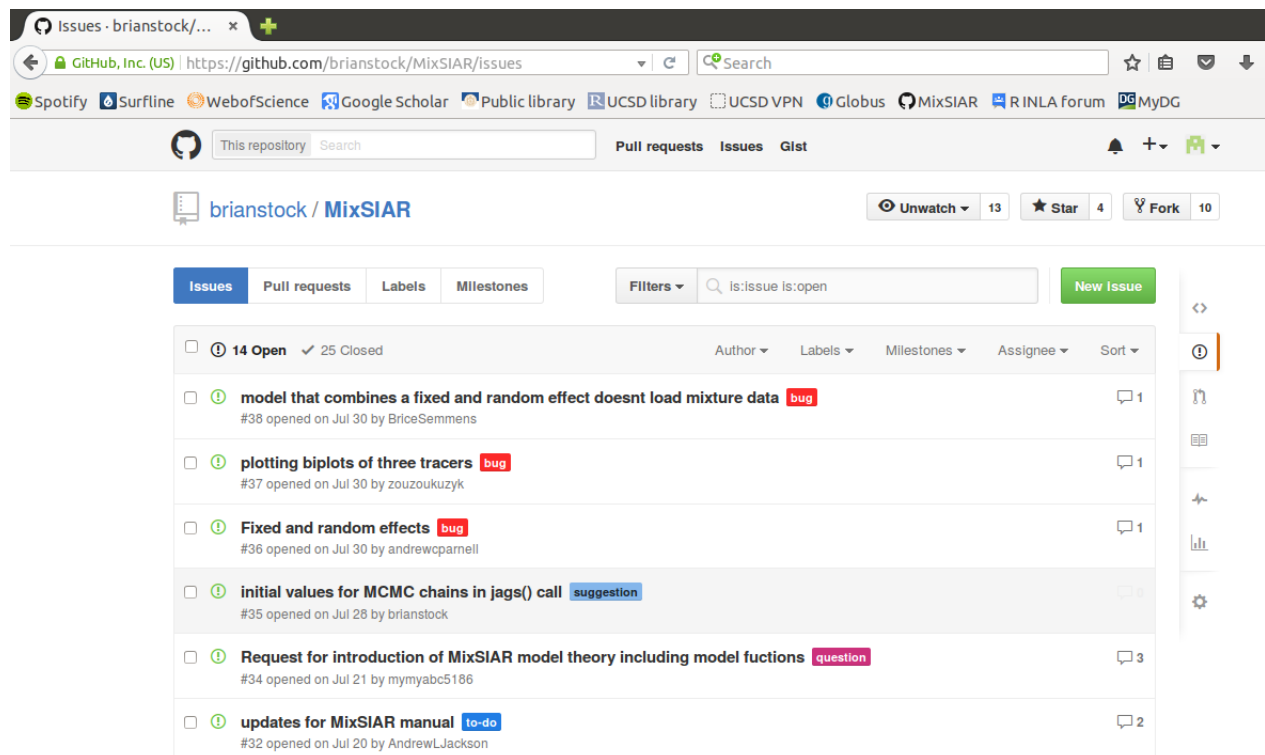 Issues · brianstock/... ×
GitHub, Inc. (US) https://github.com/brianstock/MixSIAR/issues Search
Spotify Surfline WebofScience Google Scholar Public library UCSD library UCSD VPN Globus MixSIAR R INLA forum MyDG
This repository Search Pull requests Issues Gist
brianstock / MixSIAR Unwatch 13 Star 4 Fork 10
Issues Pull requests Labels Milestones Filters is:issue is:open New issue
14 Open 25 Closed Author Labels Milestones Assignee Sort
model that combines a fixed and random effect doesnt load mixture data bug 1
#38 opened on Jul 30 by BriceSemmens
plotting biplots of three tracers bug 1
#37 opened on Jul 30 by zouzoukuzyk
Fixed and random effects bug 1
#36 opened on Jul 30 by andrewcparnell
initial values for MCMC chains in jags() call suggestion 0
#35 opened on Jul 28 by brianstock
Request for introduction of MixSIAR model theory including model fuctions question 3
#34 opened on Jul 21 by mymyabc5186
updates for MixSIAR manual to-do 2
#32 opened on Jul 20 by AndrewLJackson